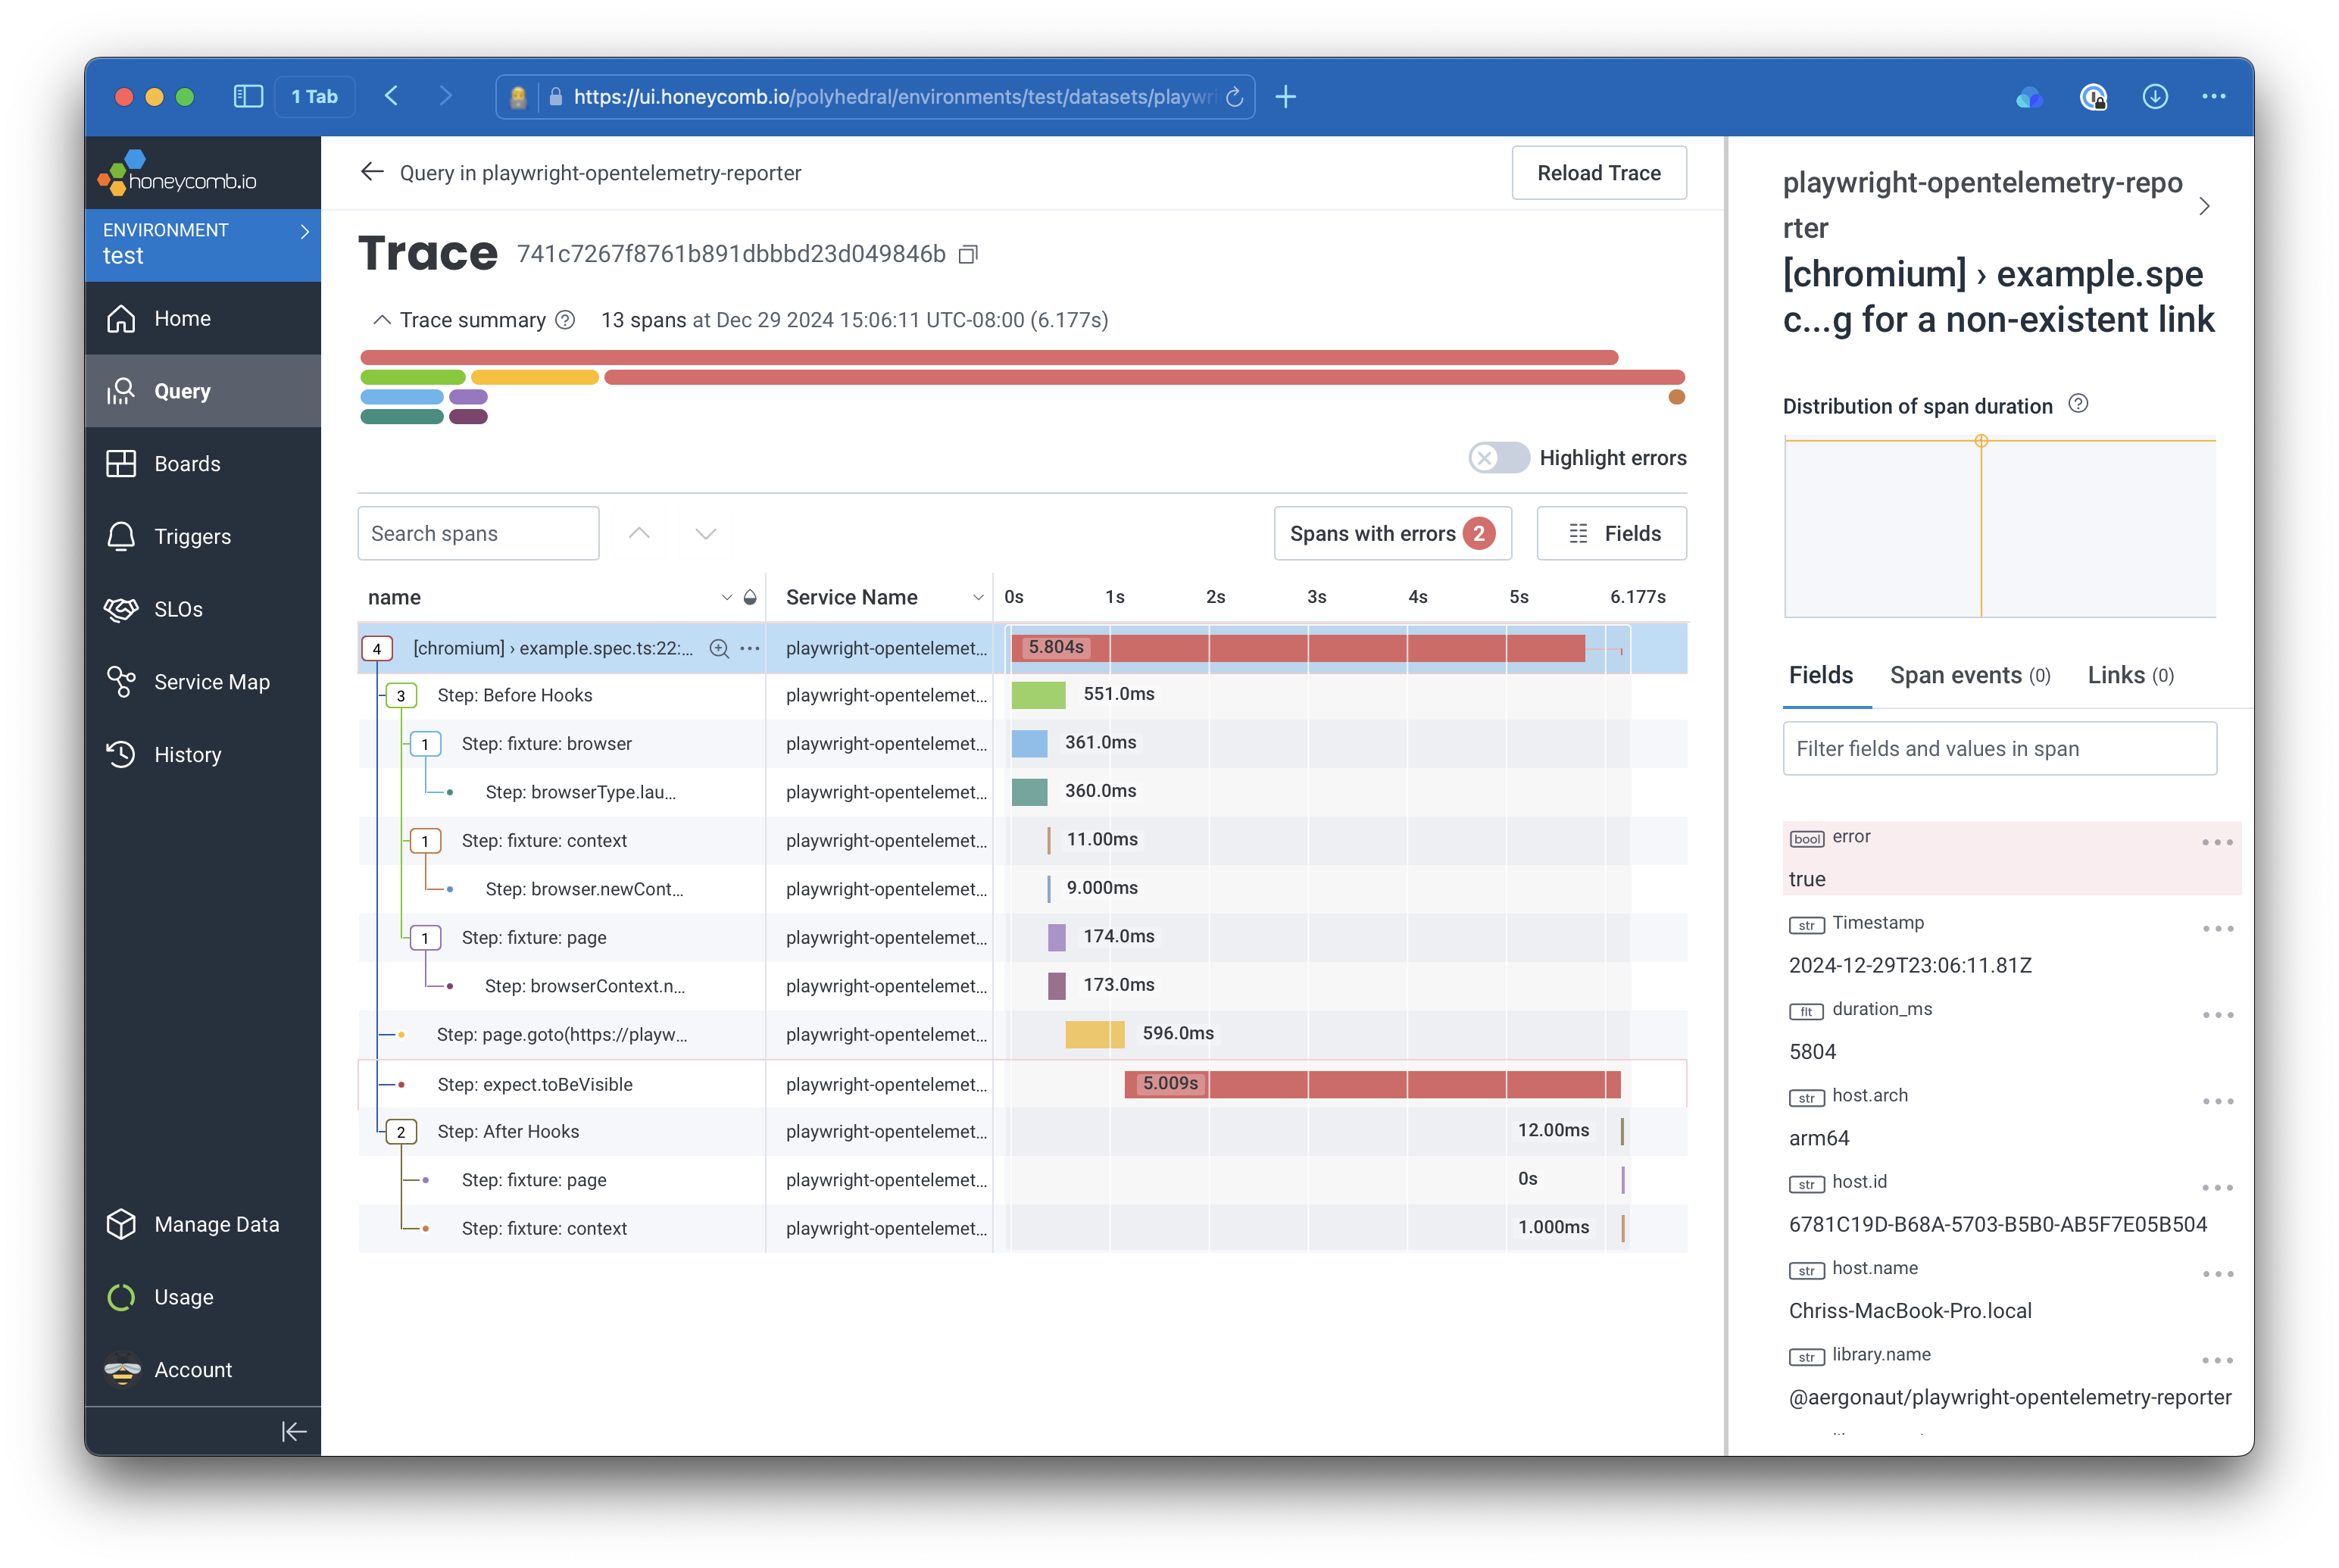 1 Tab
https://ui.honeycomb.io/polyhedral/environments/test/datasets/playwr
honeycomb.io
ENVIRONMENT
test
Home
Query
Boards
Triggers
SLOs
Service Map
History
Manage Data
Usage
Account
Query in playwright-opentelemetry-reporter
Reload Trace
Trace 741c7267f8761b891dbbbd23d049846b
Trace summary 13 spans at Dec 29 2024 15:06:11 UTC-08:00 (6.177s)
Highlight errors
Search spans
Spans with errors 2
Fields
name Service Name 0s 1s 2s 3s 4s 5s 6.177s
4 [chromium] › example.spec.ts:22:... playwright-opentelemet... 5.804s
3 Step: Before Hooks playwright-opentelemet... 551.0ms
1 Step: fixture: browser playwright-opentelemet... 361.0ms
Step: browserType.lau... playwright-opentelemet... 360.0ms
1 Step: fixture: context playwright-opentelemet... 11.00ms
Step: browser.newCont... playwright-opentelemet... 9.000ms
1 Step: fixture: page playwright-opentelemet... 174.0ms
Step: browserContext.n... playwright-opentelemet... 173.0ms
Step: page.goto(https://playw... playwright-opentelemet... 596.0ms
Step: expect.toBeVisible playwright-opentelemet... 5.009s
2 Step: After Hooks playwright-opentelemet... 12.00ms
Step: fixture: page playwright-opentelemet... 0s
Step: fixture: context playwright-opentelemet... 1.000ms
playwright-opentelemetry-repo
rter
[chromium] › example.spe
c...g for a non-existent link
Distribution of span duration
Fields Span events (0) Links (0)
Filter fields and values in span
bool error
true
str Timestamp
2024-12-29T23:06:11.81Z
flt duration_ms
5804
str host.arch
arm64
str host.id
6781C19D-B68A-5703-B5B0-AB5F7E05B504
str host.name
Chriss-MacBook-Pro.local
str library.name
@aergonaut/playwright-opentelemetry-reporter